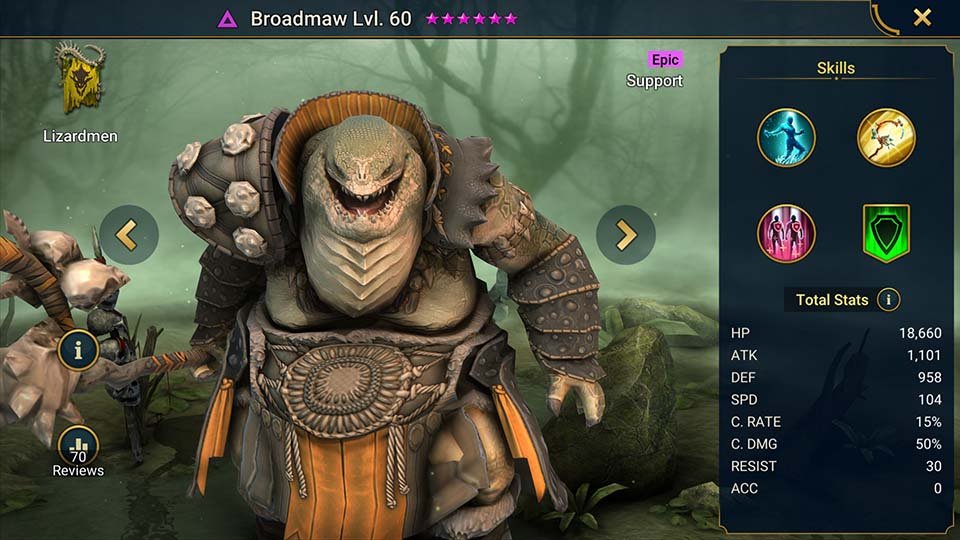 Broadmaw Lvl. 60
Lizardmen
Epic
Support
70
Reviews
Skills
Total Stats i
HP 18,660
ATK 1,101
DEF 958
SPD 104
C. RATE 15%
C. DMG 50%
RESIST 30
ACC 0